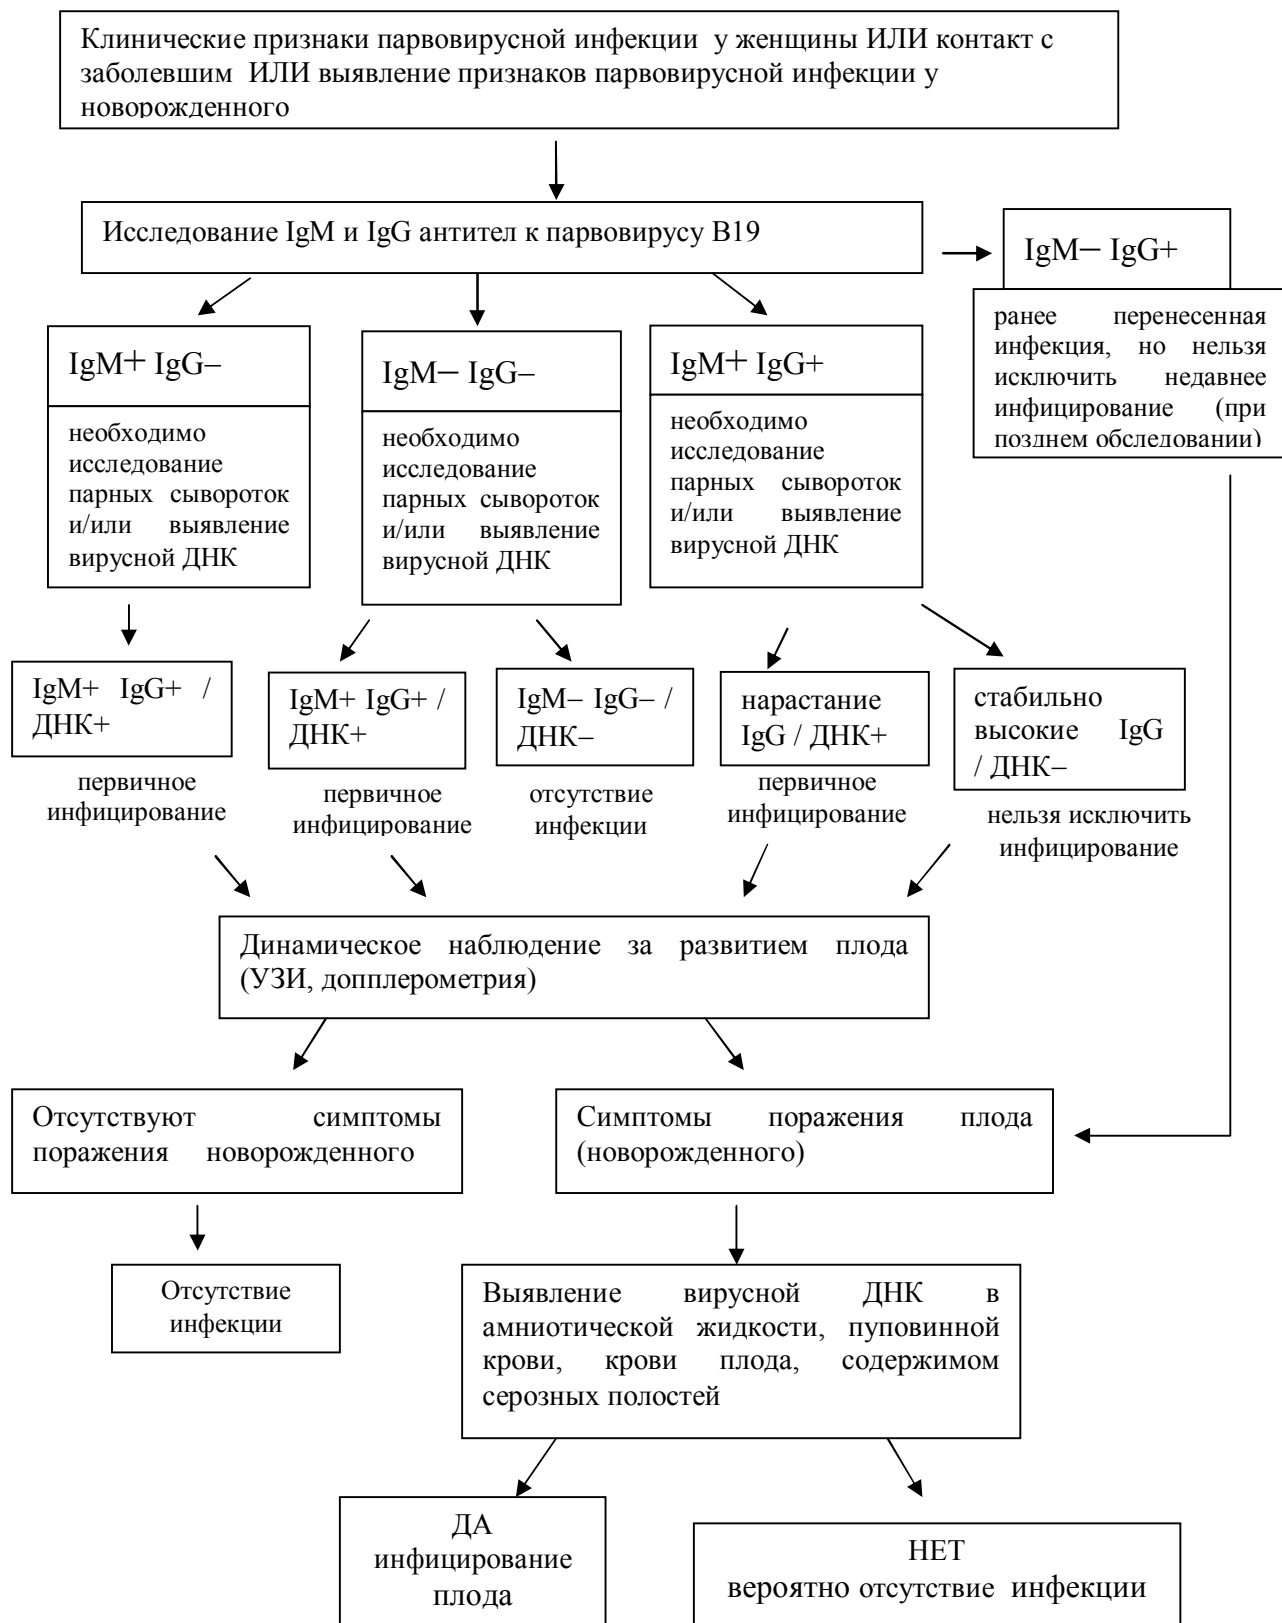 Клинические признаки парвовирусной инфекции у женщины ИЛИ контакт с
заболевшим ИЛИ выявление признаков парвовирусной инфекции у
новорожденного
Исследование IgM и IgG антител к парвовирусу В19
IgM– IgG+
ранее перенесенная
инфекция, но нельзя
исключить недавнее
инфицирование (при
позднем обследовании)
IgM+ IgG–
необходимо
исследование
парных сывороток
и/или выявление
вирусной ДНК
IgM– IgG–
необходимо
исследование
парных сывороток
и/или выявление
вирусной ДНК
IgM+ IgG+
необходимо
исследование
парных сывороток
и/или выявление
вирусной ДНК
IgM+ IgG+ /
ДНК+
первичное
инфицирование
IgM+ IgG+ /
ДНК+
первичное
инфицирование
IgM– IgG– /
ДНК–
отсутствие
инфекции
нарастание
IgG / ДНК+
первичное
инфицирование
стабильно
высокие IgG
/ ДНК–
нельзя исключить
инфицирование
Динамическое наблюдение за развитием плода
(УЗИ, допплерометрия)
Отсутствуют симптомы
поражения новорожденного
Симптомы поражения плода
(новорожденного)
Отсутствие
инфекции
Выявление вирусной ДНК в
амниотической жидкости, пуповинной
крови, крови плода, содержимом
серозных полостей
ДА
инфицирование
плода
НЕТ
вероятно отсутствие инфекции